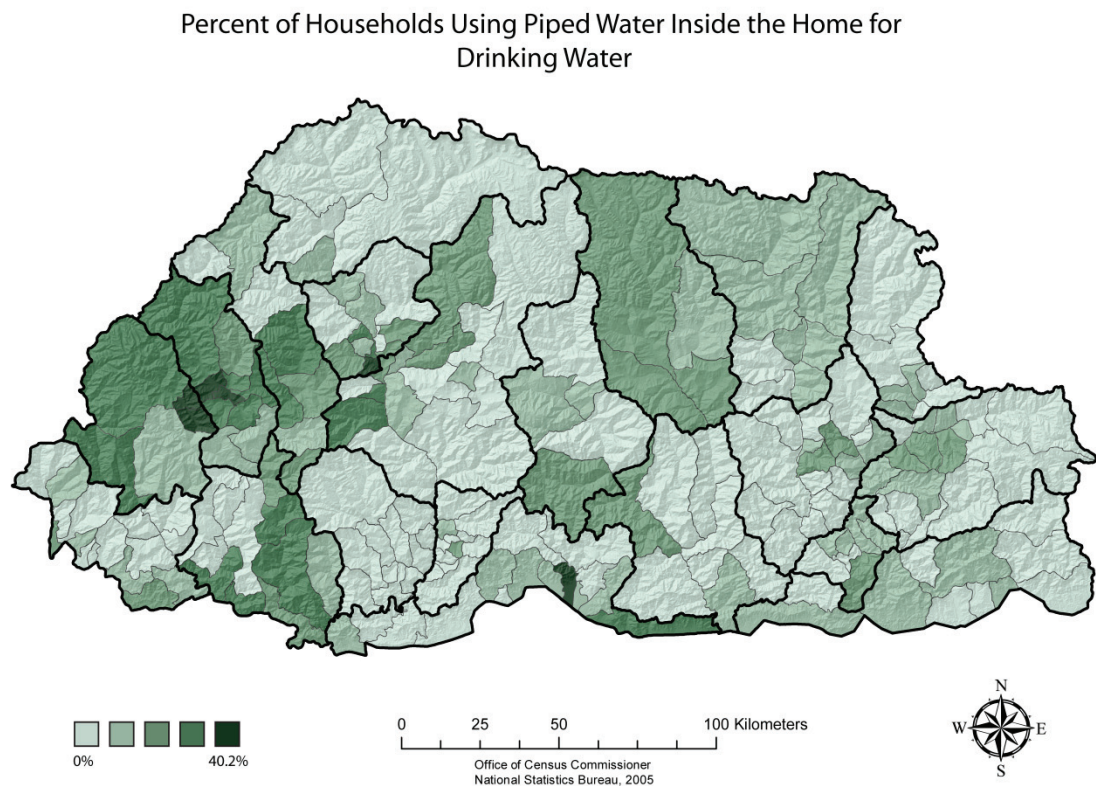 Percent of Households Using Piped Water Inside the Home for
Drinking Water
0%
40.2%
0
25
50
100 Kilometers
Office of Census Commissioner
National Statistics Bureau, 2005
N
W
E
S